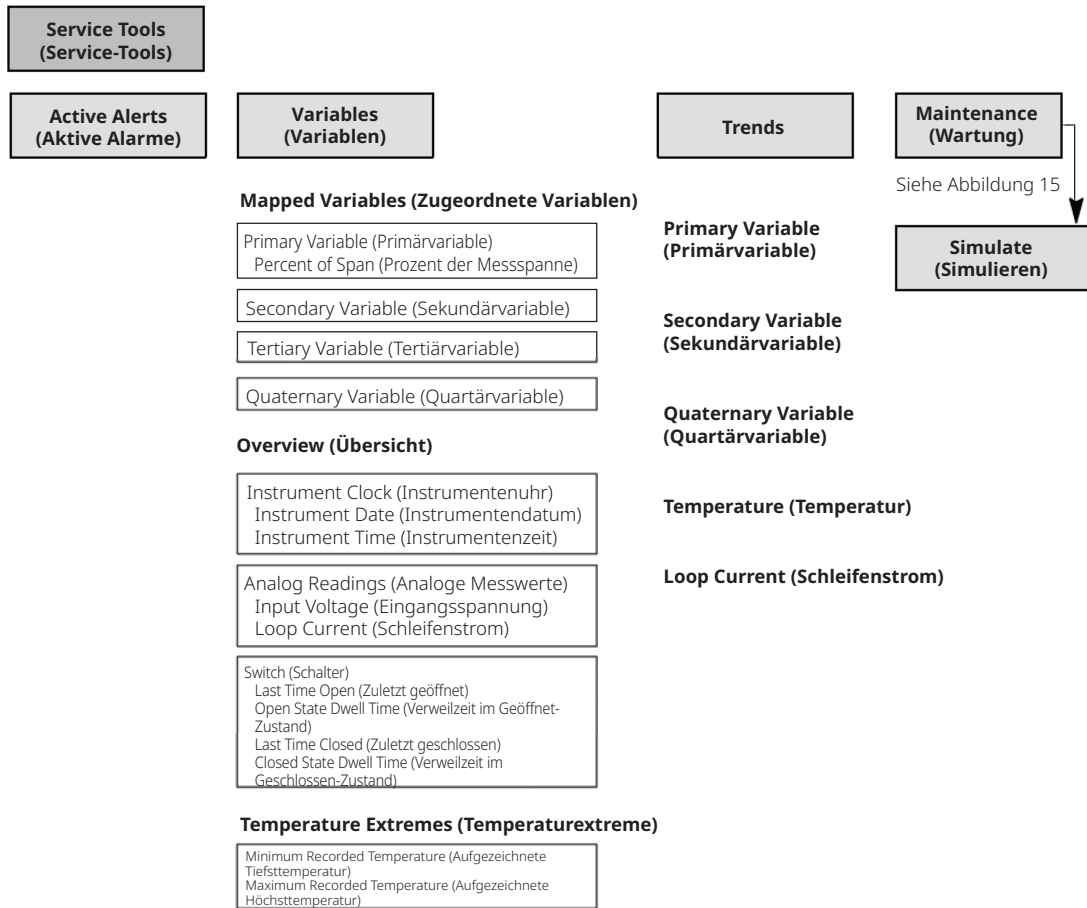 Service Tools
(Service-Tools)
Active Alerts
(Aktive Alarme)
Variables
(Variablen)
Trends
Maintenance
(Wartung)
Siehe Abbildung 15
Simulate
(Simulieren)
Mapped Variables (Zugeordnete Variablen)
Primary Variable (Primärvariable)
Percent of Span (Prozent der Messspanne)
Secondary Variable (Sekundärvariable)
Tertiary Variable (Tertiärvariable)
Quaternary Variable (Quartärvariable)
Overview (Übersicht)
Instrument Clock (Instrumentenuhr)
Instrument Date (Instrumentendatum)
Instrument Time (Instrumentenzeit)
Analog Readings (Analoge Messwerte)
Input Voltage (Eingangsspannung)
Loop Current (Schleifenstrom)
Switch (Schalter)
Last Time Open (Zuletzt geöffnet)
Open State Dwell Time (Verweilzeit im Geöffnet-
Zustand)
Last Time Closed (Zuletzt geschlossen)
Closed State Dwell Time (Verweilzeit im
Geschlossen-Zustand)
Temperature Extremes (Temperaturextreme)
Minimum Recorded Temperature (Aufgezeichnete
Tiefsttemperatur)
Maximum Recorded Temperature (Aufgezeichnete
Höchsttemperatur)
Primary Variable
(Primärvariable)
Secondary Variable
(Sekundärvariable)
Quaternary Variable
(Quartärvariable)
Temperature (Temperatur)
Loop Current (Schleifenstrom)